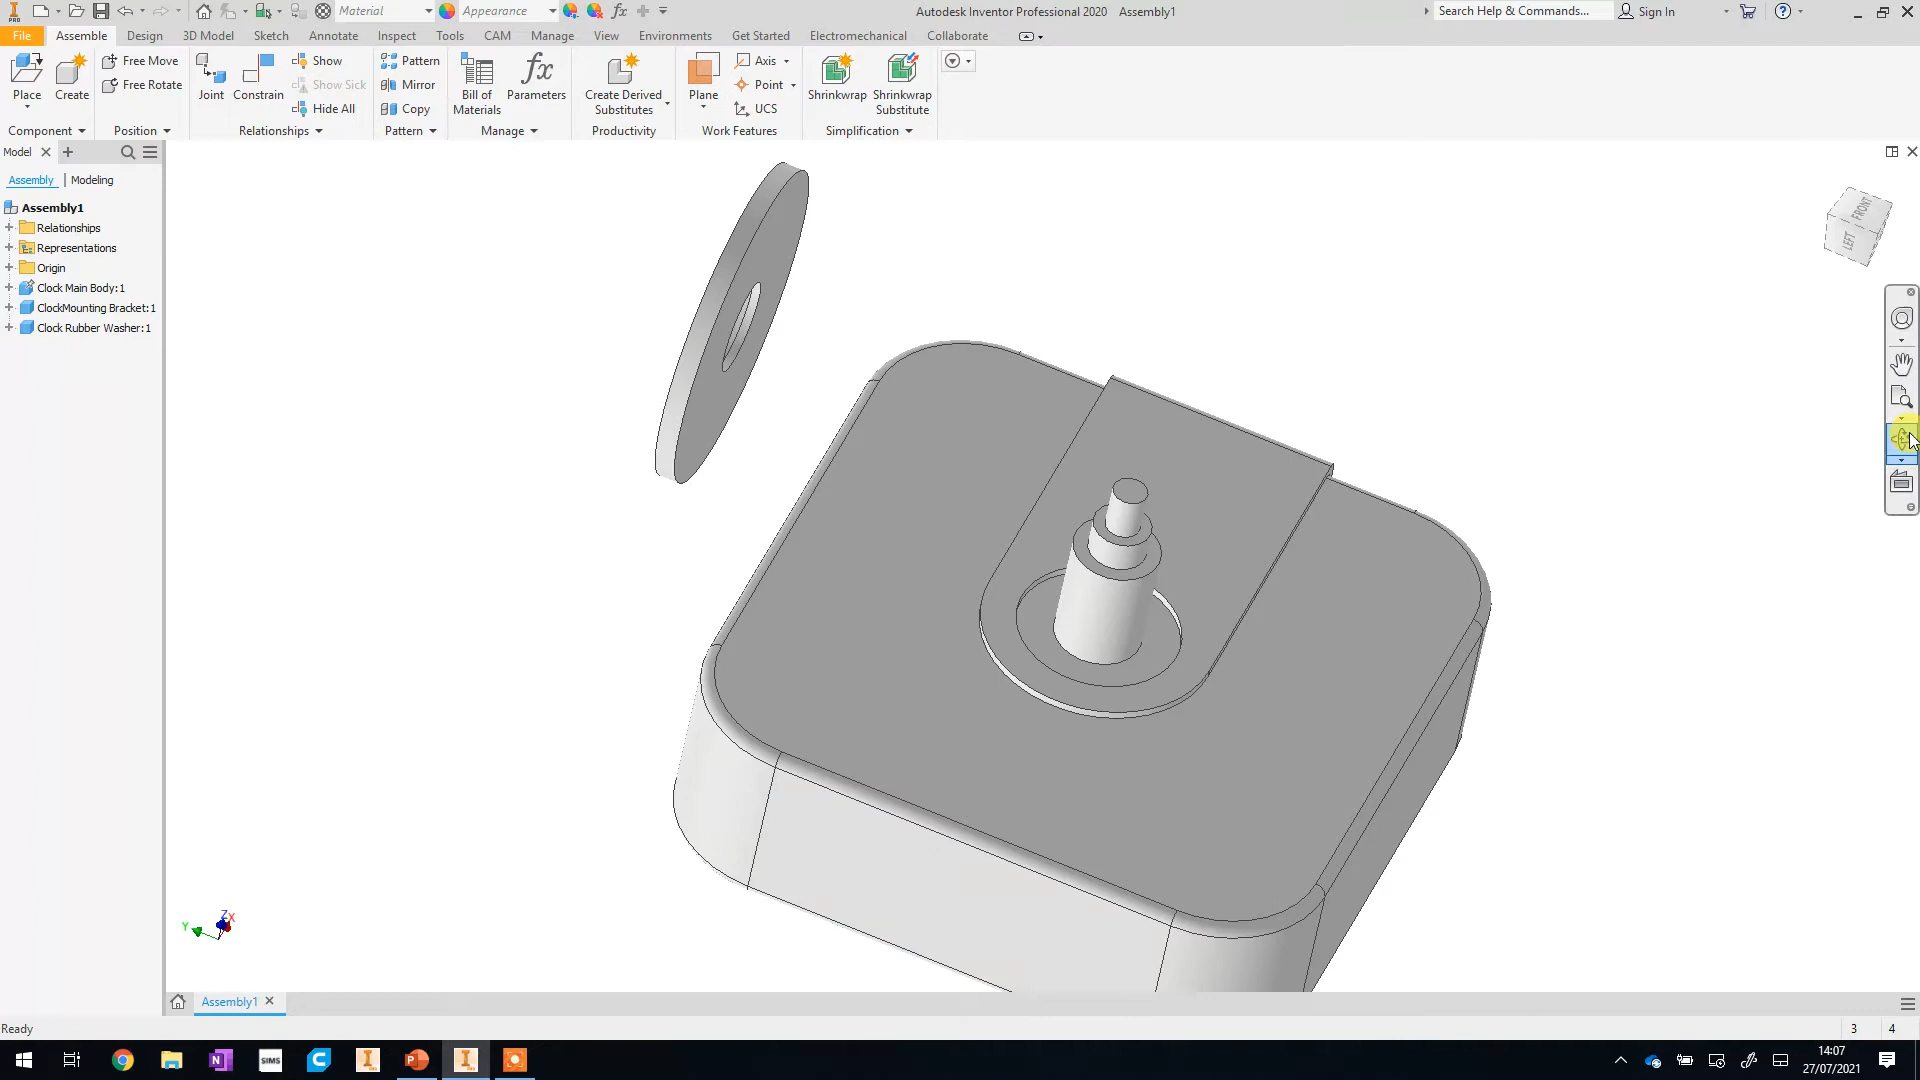 PRO
Material
Appearance
fx
Autodesk Inventor Professional 2020 Assembly1
Search Help & Commands...
Sign In
File Assemble Design 3D Model Sketch Annotate Inspect Tools CAM Manage View Environments Get Started Electromechanical Collaborate
Place
Create
Free Move
Free Rotate
Joint
Constrain
Show
Show Sick
Hide All
Pattern
Mirror
Copy
Bill of
Materials
fx
Parameters
Create Derived
Substitutes
Plane
Axis
Point
UCS
Shrinkwrap
Shrinkwrap
Substitute
Component Position Relationships Pattern Manage Productivity Work Features Simplification
Model
Assembly Modeling
Assembly1
Relationships
Representations
Origin
Clock Main Body:1
ClockMounting Bracket:1
Clock Rubber Washer:1
FRONT
LEFT
Z
X
Y
Assembly1
Ready
3 4
SIMS
14:07
27/07/2021